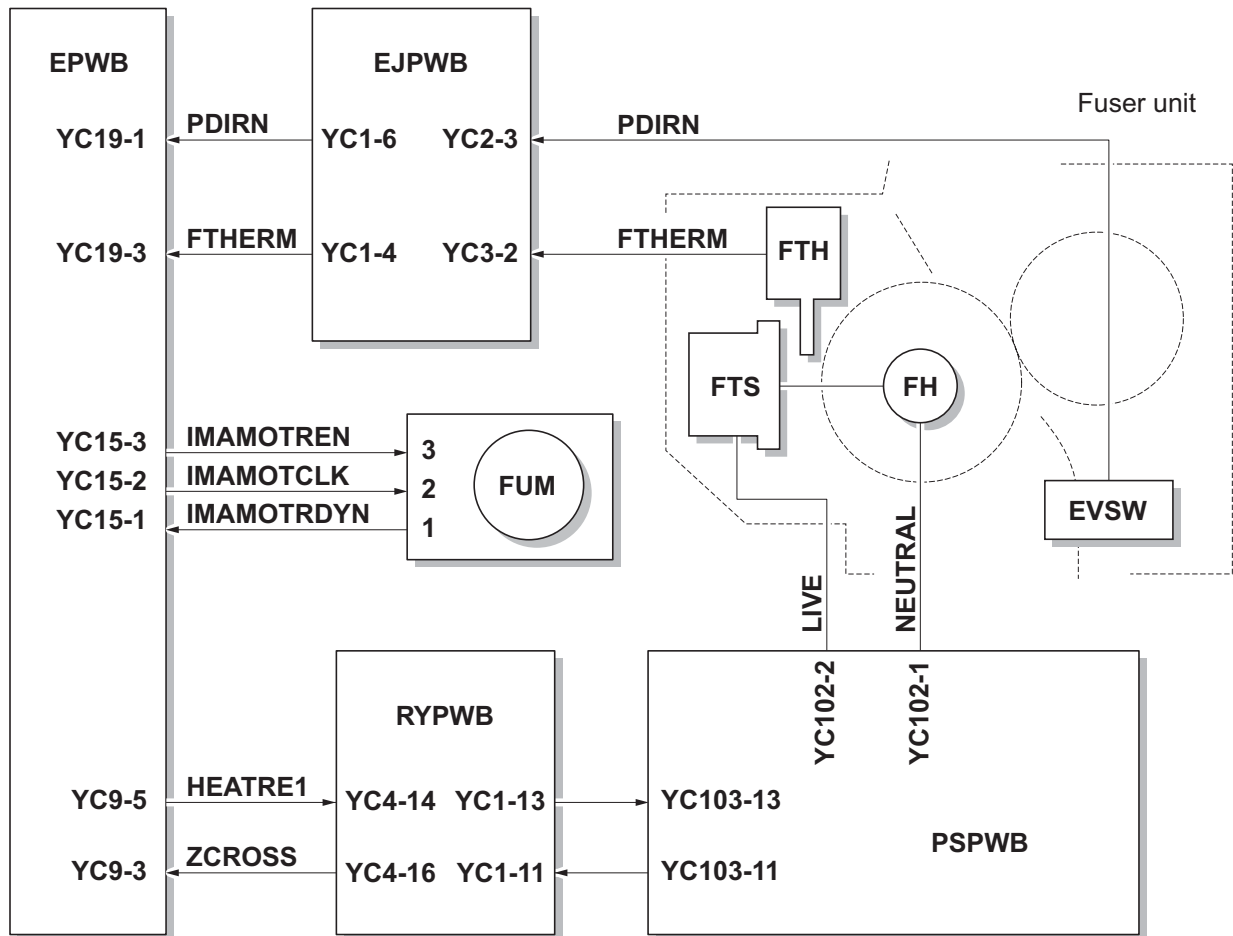 EPWB
EJPWB
Fuser unit
YC19-1
PDIRN
YC1-6
YC2-3
PDIRN
YC19-3
FTHERM
YC1-4
YC3-2
FTHERM
FTH
FTS
FH
YC15-3
IMAMOTREN
3
YC15-2
IMAMOTCLK
2
YC15-1
IMAMOTRDYN
1
FUM
EVSW
LIVE
NEUTRAL
YC102-2
YC102-1
RYPWB
YC9-5
HEATRE1
YC4-14
YC1-13
YC103-13
PSPWB
YC9-3
ZCROSS
YC4-16
YC1-11
YC103-11